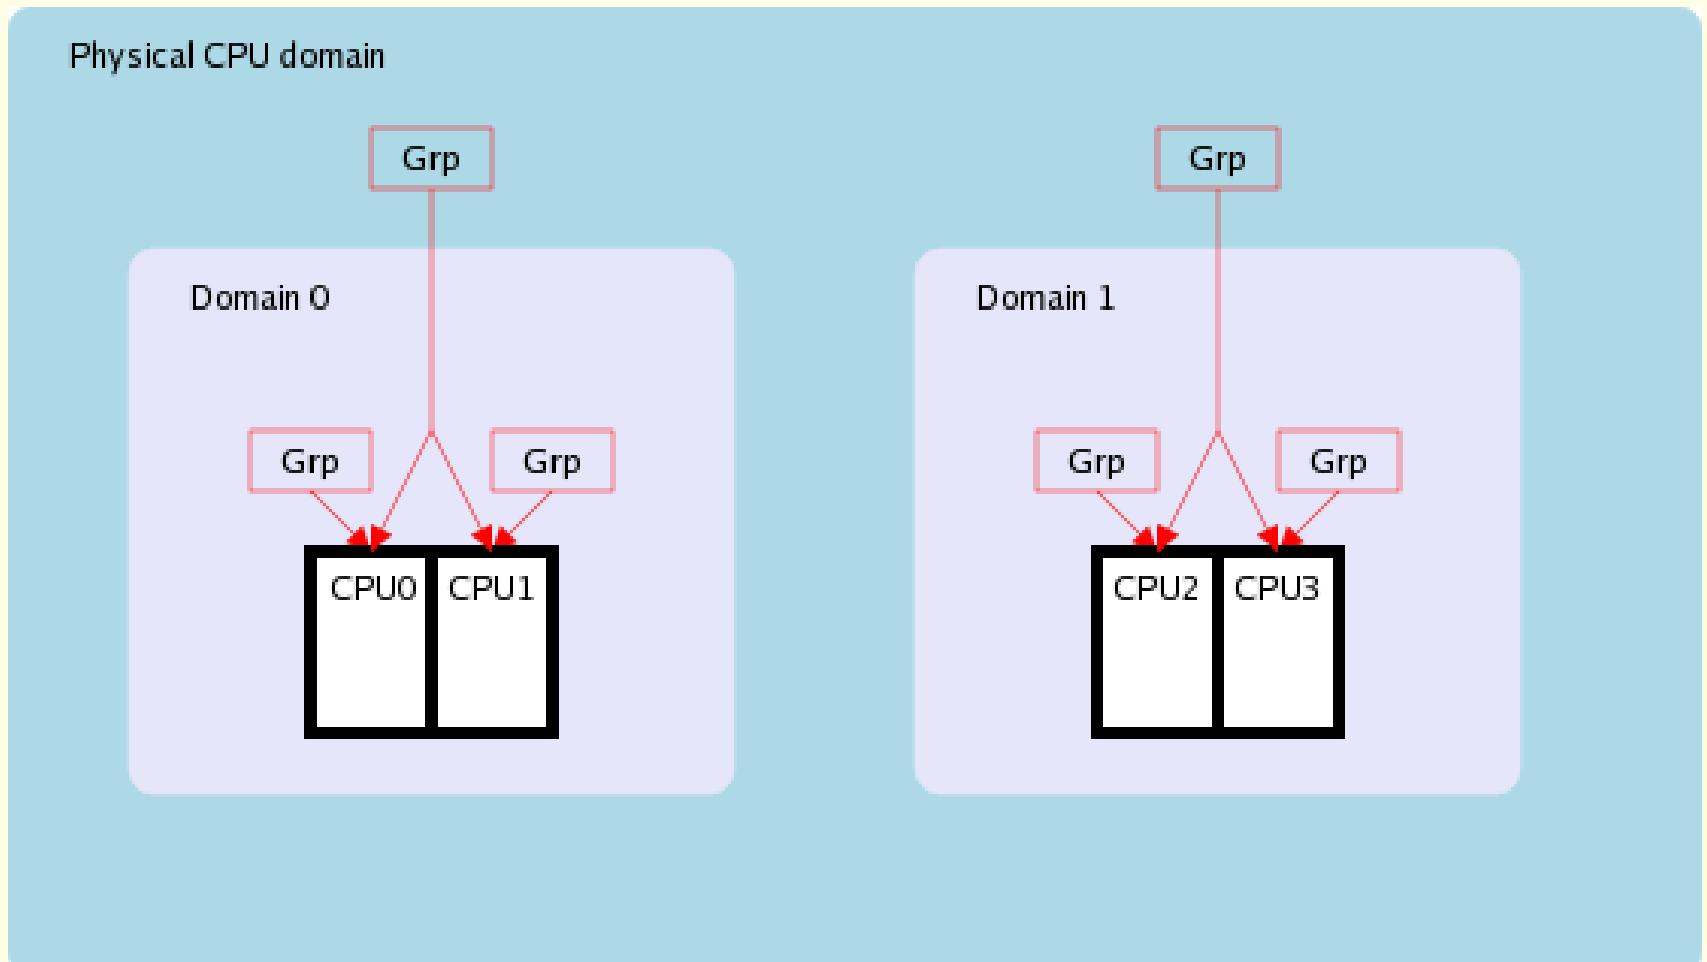 Physical CPU domain
Grp
Grp
Domain 0
Domain 1
Grp
Grp
Grp
Grp
CPU0
CPU1
CPU2
CPU3